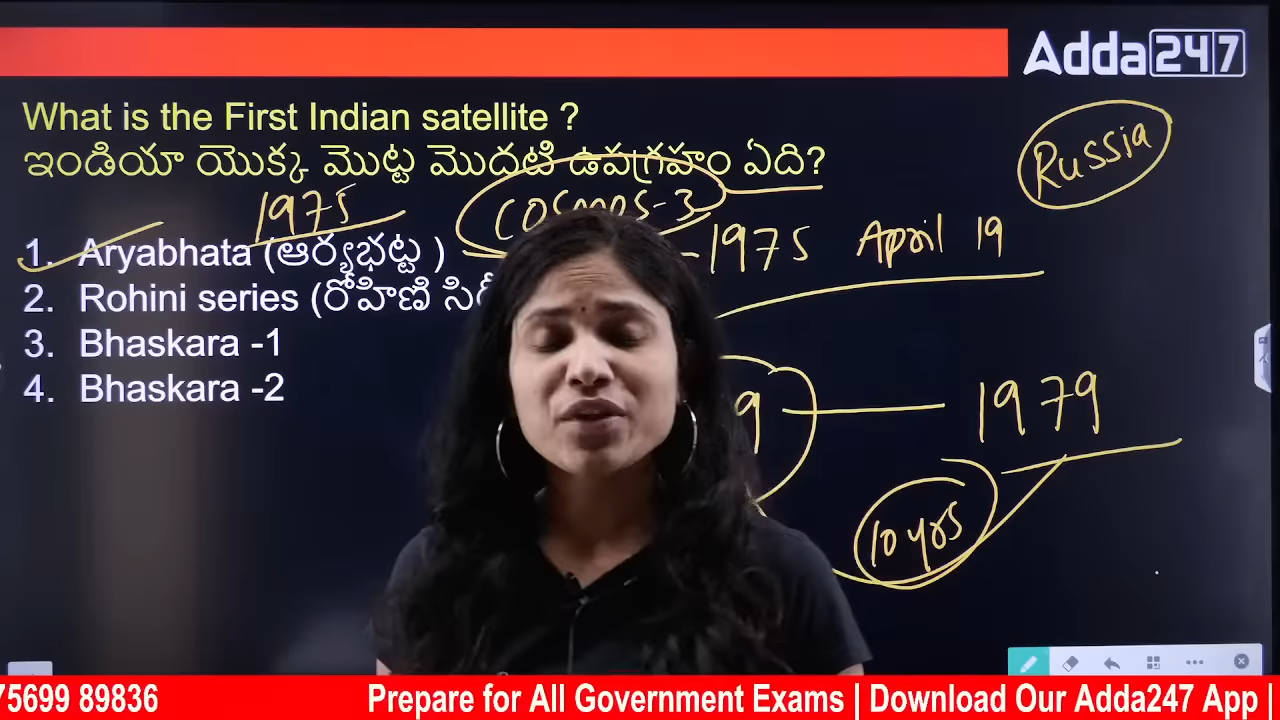 Adda247
What is the First Indian satellite ?
ఇండియా యొక్క మొట్ట మొదటి ఉపగ్రహం ఏది?
Russia
1975
cosmos-3
1. Aryabhata (ఆర్యభట్ట )
-1975 April 19
2. Rohini series (రోహిణి
3. Bhaskara -1
4. Bhaskara -2
9 1979
10 yrs
75699 89836 Prepare for All Government Exams | Download Our Adda247 App |